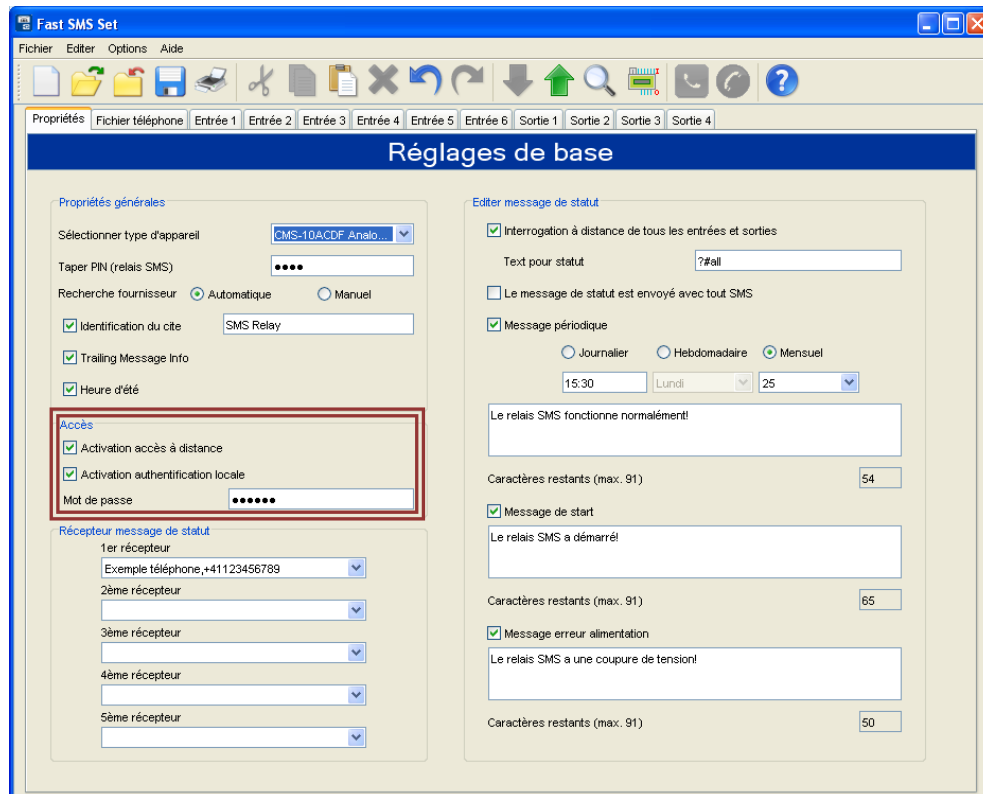 Fast SMS Set
Fichier Editer Options Aide
Propriétés Fichier téléphone Entrée 1 Entrée 2 Entrée 3 Entrée 4 Entrée 5 Entrée 6 Sortie 1 Sortie 2 Sortie 3 Sortie 4
Réglages de base
Propriétés générales
Sélectionner type d'appareil CMS-10ACDF Analo...
Taper PIN (relais SMS) ●●●●
Recherche fournisseur Automatique Manuel
Identification du cite SMS Relay
Trailing Message Info
Heure d'été
Accès
Activation accès à distance
Activation authentification locale
Mot de passe ●●●●●●
Récepteur message de statut
1er récepteur
Exemple téléphone,+41123456789
2ème récepteur
3ème récepteur
4ème récepteur
5ème récepteur
Editer message de statut
Interrogation à distance de tous les entrées et sorties
Text pour statut ?#all
Le message de statut est envoyé avec tout SMS
Message périodique
Journalier Hebdomadaire Mensuel
15:30 Lundi 25
Le relais SMS fonctionne normalément!
Caractères restants (max. 91) 54
Message de start
Le relais SMS a démarré!
Caractères restants (max. 91) 65
Message erreur alimentation
Le relais SMS a une coupure de tension!
Caractères restants (max. 91) 50